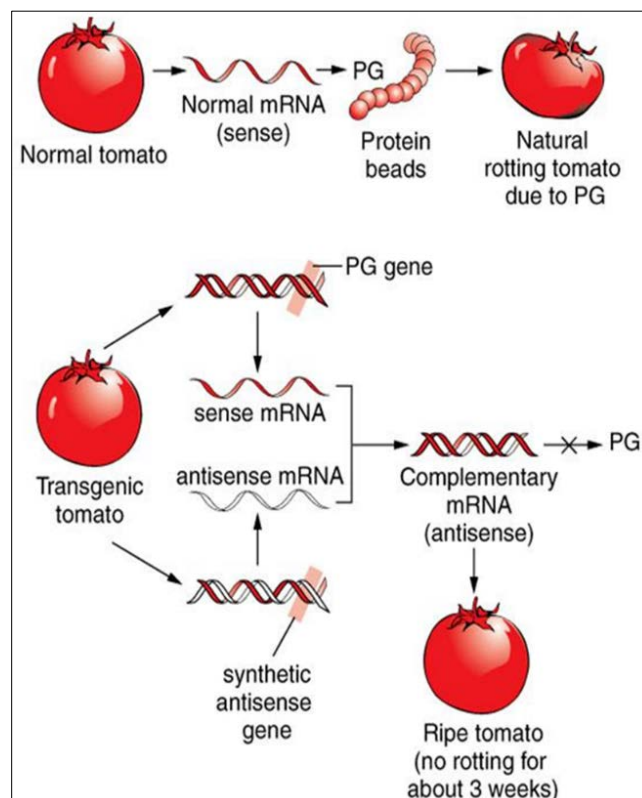 Normal tomato
Normal mRNA
(sense)
PG
Protein
beads
Natural
rotting tomato
due to PG
PG gene
Transgenic
tomato
sense mRNA
antisense mRNA
Complementary
mRNA
(antisense)
PG
synthetic
antisense
gene
Ripe tomato
(no rotting for
about 3 weeks)